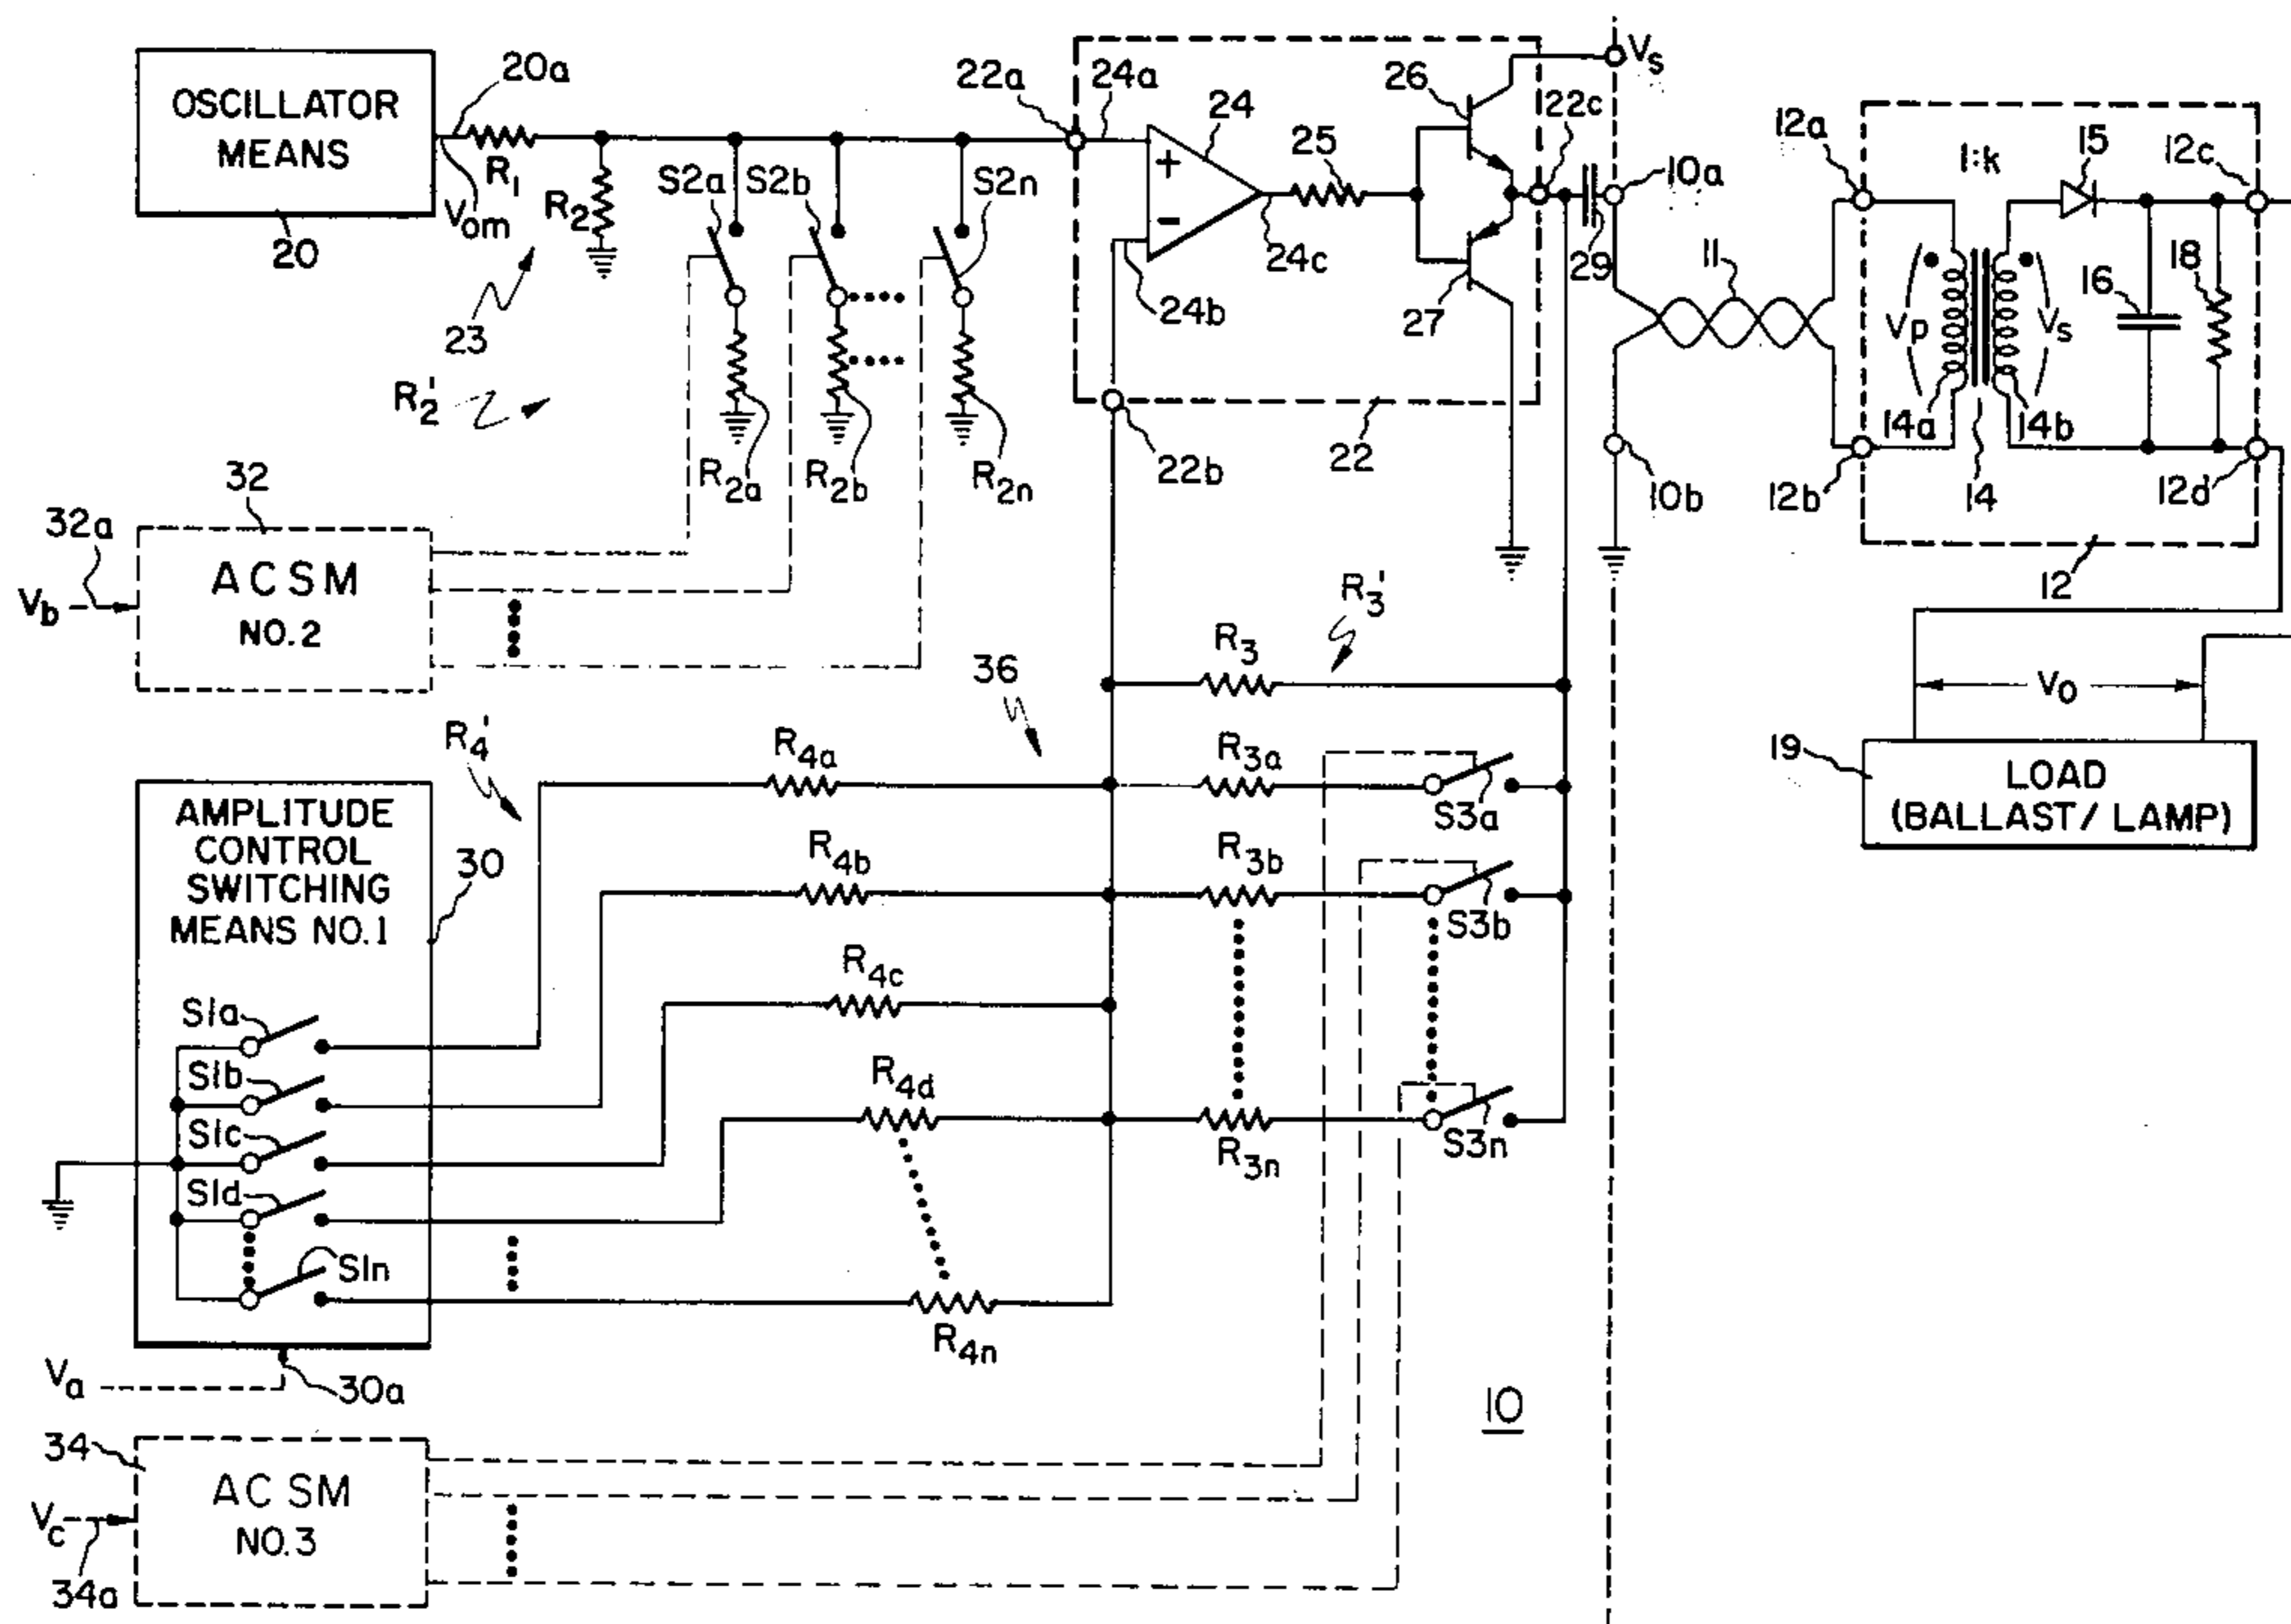 OSCILLATOR
MEANS
20
20a
R1
Vom
R2
23
R2'
S2a
S2b
S2n
R2a
R2b
R2n
22a
24a
24
+
-
24b
24c
25
26
27
22
22b
22c
Vs
29
10a
10b
11
12a
12b
1:k
15
12c
Vp
14a
14
14b
Vs
16
18
12d
12
32
32a
Vb
ACSM
NO.2
R3'
R3
36
Vo
19
LOAD
(BALLAST/ LAMP)
R4'
R4a
R3a
S3a
R4b
R3b
S3b
R4c
R4d
R3n
S3n
R4n
AMPLITUDE
CONTROL
SWITCHING
MEANS NO.1
30
S1a
S1b
S1c
S1d
S1n
Va
30a
10
34
Vc
34a
ACSM
NO.3